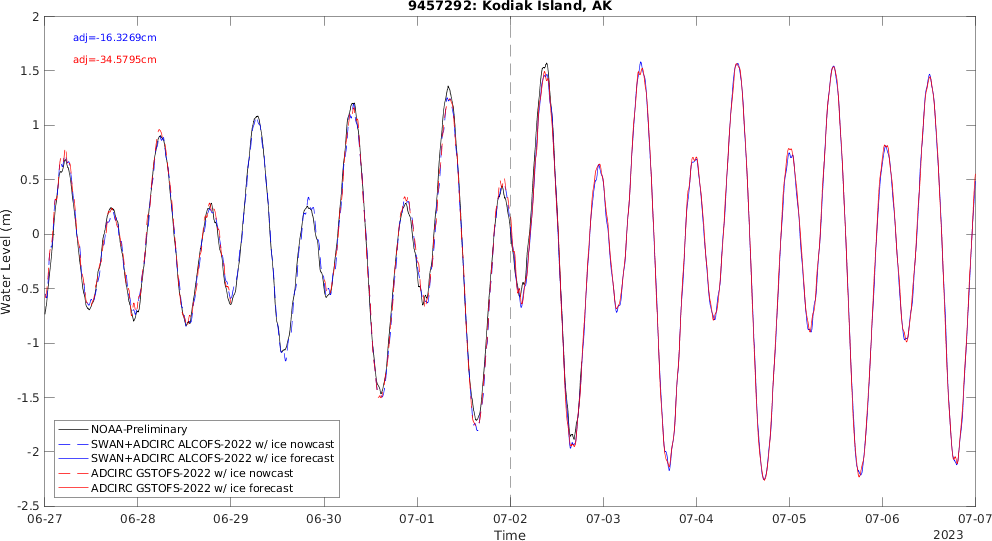 9457292: Kodiak Island, AK
adj=-16.3269cm
adj=-34.5795cm
Water Level (m)
2
1.5
1
0.5
0
-0.5
-1
-1.5
-2
-2.5
NOAA-Preliminary
SWAN+ADCIRC ALCOFS-2022 w/ ice nowcast
SWAN+ADCIRC ALCOFS-2022 w/ ice forecast
ADCIRC GSTOFS-2022 w/ ice nowcast
ADCIRC GSTOFS-2022 w/ ice forecast
06-27 06-28 06-29 06-30 07-01 07-02 07-03 07-04 07-05 07-06 07-07
Time
2023